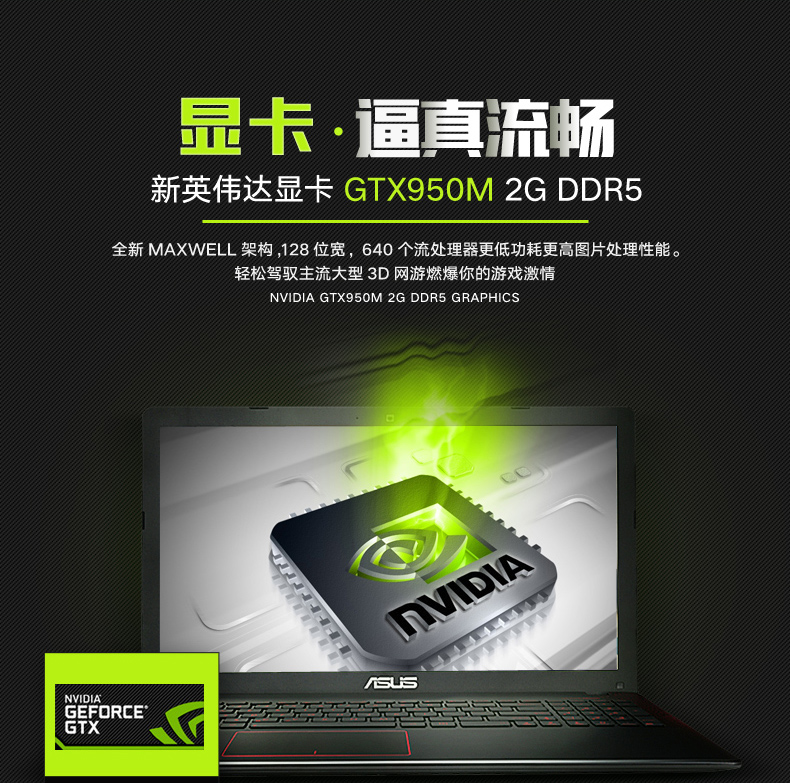 显卡·逼真流畅
新英伟达显卡 GTX950M 2G DDR5
全新 MAXWELL 架构 ,128 位宽，640 个流处理器更低功耗更高图片处理性能。
轻松驾驭主流大型 3D 网游燃爆你的游戏激情
NVIDIA GTX950M 2G DDR5 GRAPHICS
NVIDIA
ASUS
NVIDIA
GEFORCE®
GTX